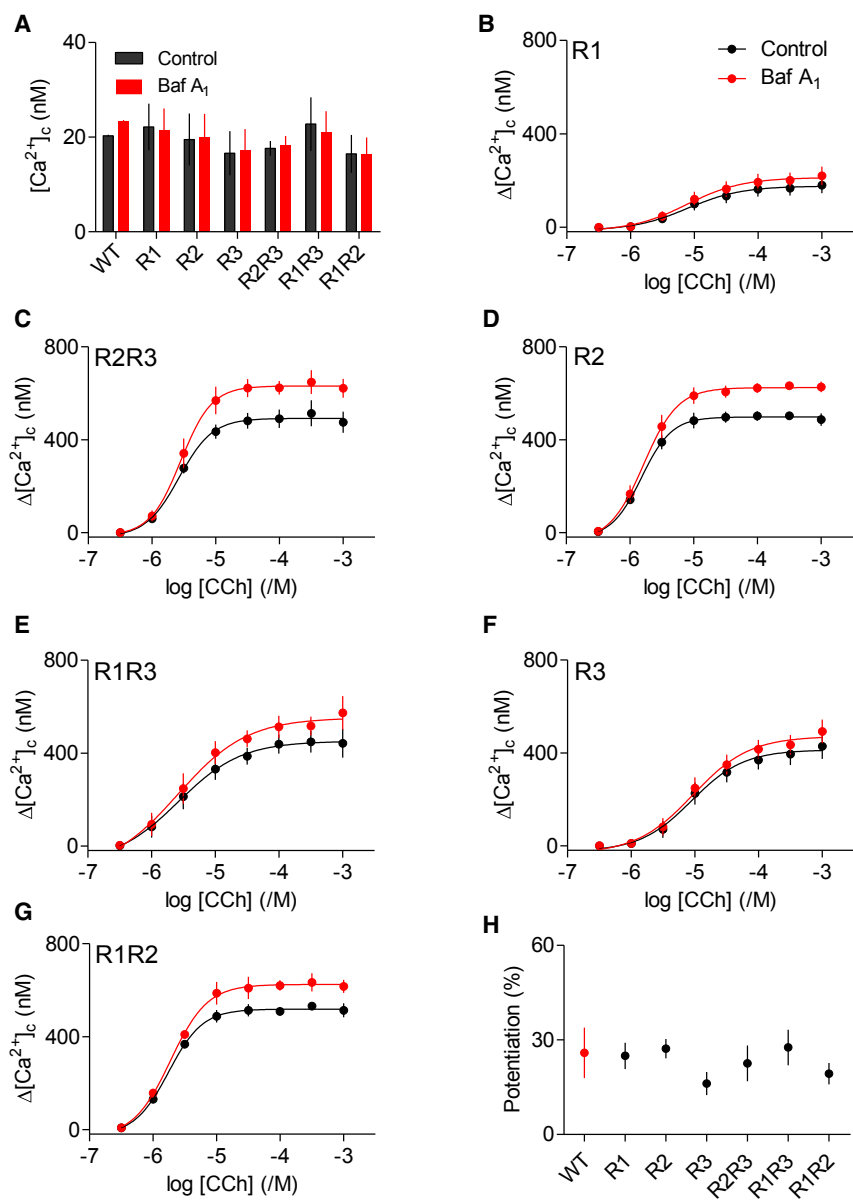 A
40
20
0
[Ca²⁺]c (nM)
Control
Baf A₁
WT
R1
R2
R3
R2R3
R1R3
R1R2
B
R1
Control
Baf A₁
800
400
0
Δ[Ca²⁺]c (nM)
-7 -6 -5 -4 -3
log [CCh] (/M)
C
R2R3
800
400
0
Δ[Ca²⁺]c (nM)
-7 -6 -5 -4 -3
log [CCh] (/M)
D
R2
800
400
0
Δ[Ca²⁺]c (nM)
-7 -6 -5 -4 -3
log [CCh] (/M)
E
R1R3
800
400
0
Δ[Ca²⁺]c (nM)
-7 -6 -5 -4 -3
log [CCh] (/M)
F
R3
800
400
0
Δ[Ca²⁺]c (nM)
-7 -6 -5 -4 -3
log [CCh] (/M)
G
R1R2
800
400
0
Δ[Ca²⁺]c (nM)
-7 -6 -5 -4 -3
log [CCh] (/M)
H
60
30
0
Potentiation (%)
WT
R1
R2
R3
R2R3
R1R3
R1R2